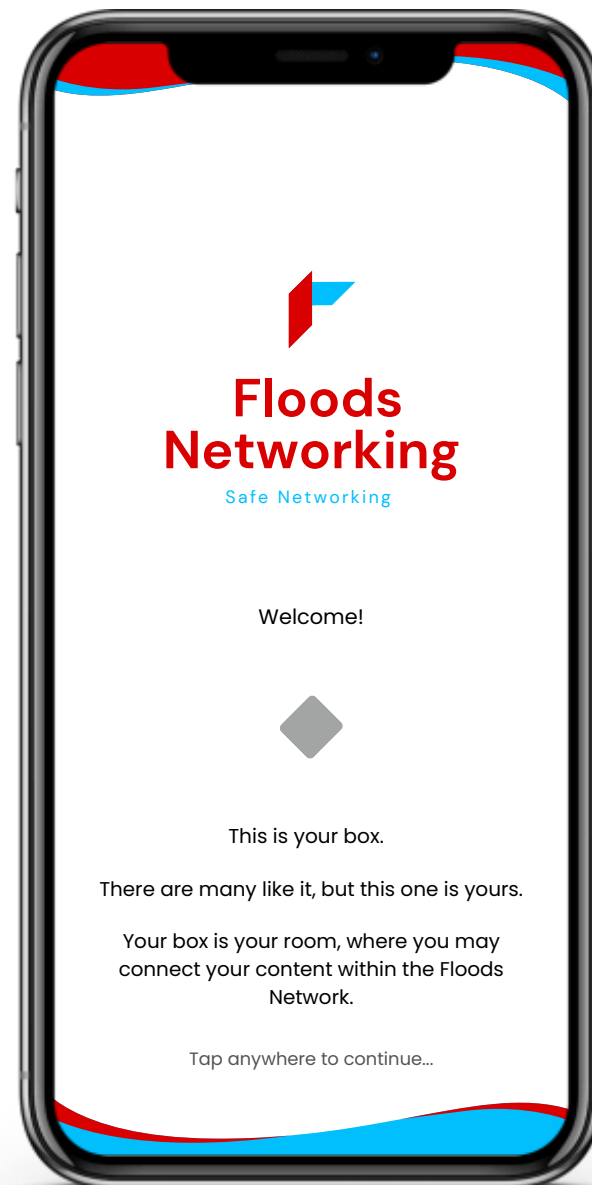 Floods
Networking
Safe Networking
Welcome!
This is your box.
There are many like it, but this one is yours.
Your box is your room, where you may
connect your content within the Floods
Network.
Tap anywhere to continue...